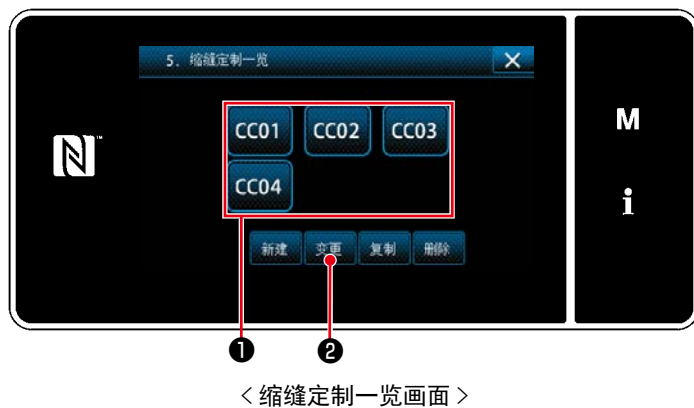 5. 缩缝定制一览
CC01 CC02 CC03
CC04
M
i
新建 变更 复制 删除
❶ ❷
<缩缝定制一览画面>